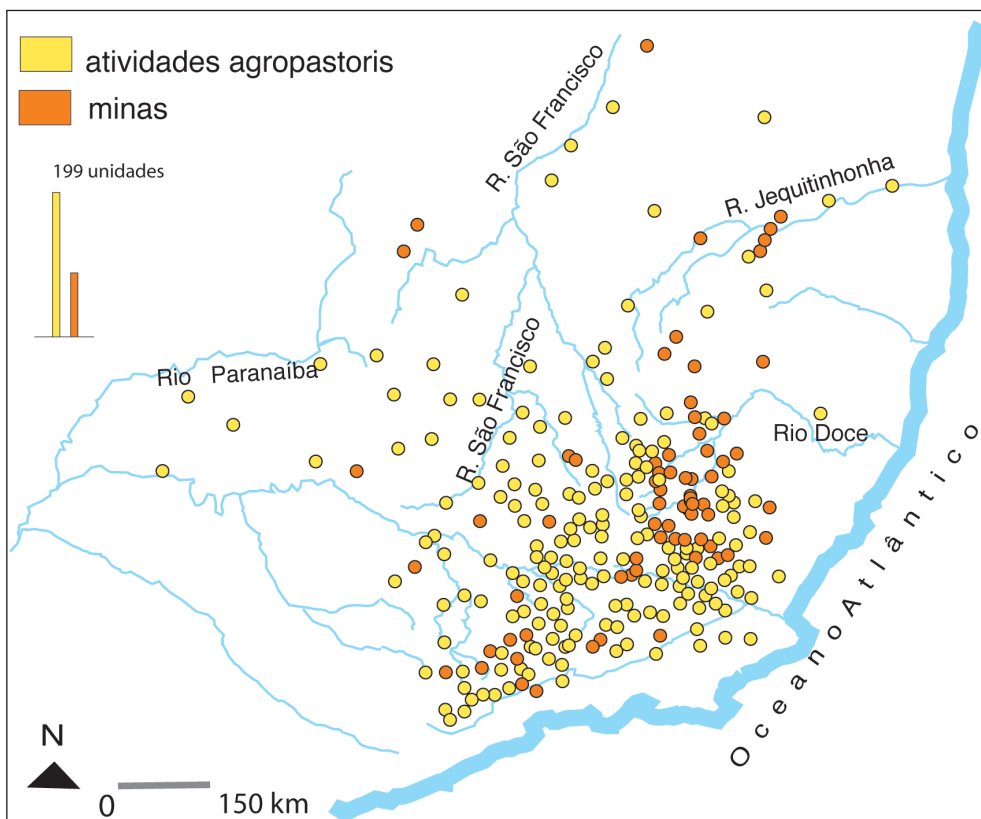 atividades agropastoris
minas
199 unidades
R. São Francisco
R. Jequitinhonha
Rio Paranaíba
R. São Francisco
Rio Doce
Oceano Atlântico
N
0 150 km